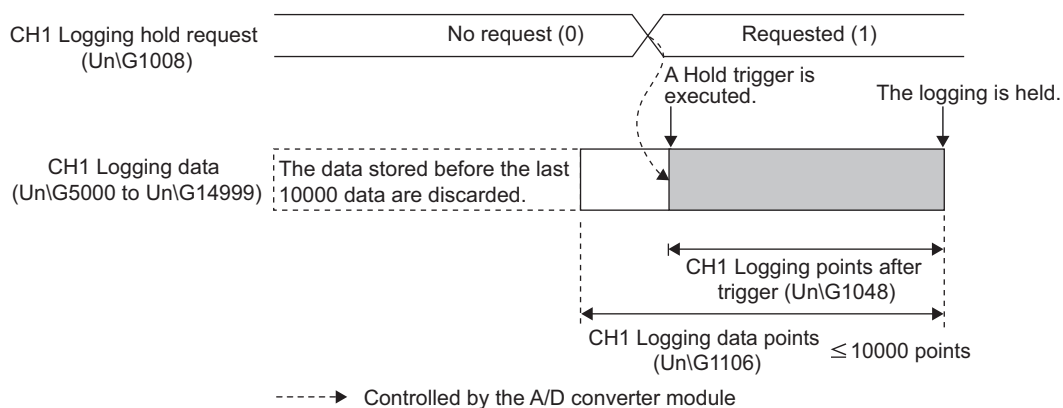 CH1 Logging hold request
(Un\G1008)
No request (0)
Requested (1)
A Hold trigger is
executed.
The logging is held.
CH1 Logging data
(Un\G5000 to Un\G14999)
The data stored before the last
10000 data are discarded.
CH1 Logging points after
trigger (Un\G1048)
CH1 Logging data points
(Un\G1106)
≤ 10000 points
Controlled by the A/D converter module